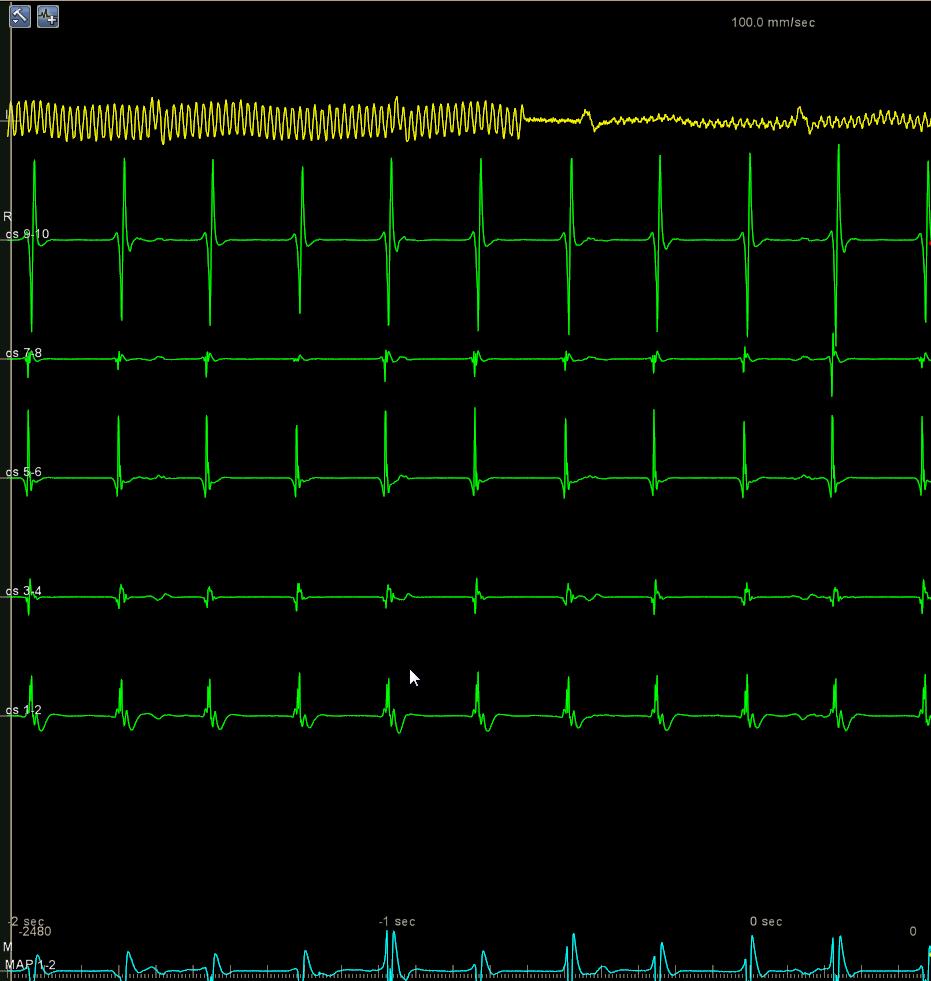 100.0 mm/sec
I
R
cs 9-10
cs 7-8
cs 5-6
cs 3-4
cs 1-2
-2 sec
-1 sec
0 sec
-2480
0
M
MAP 1-2